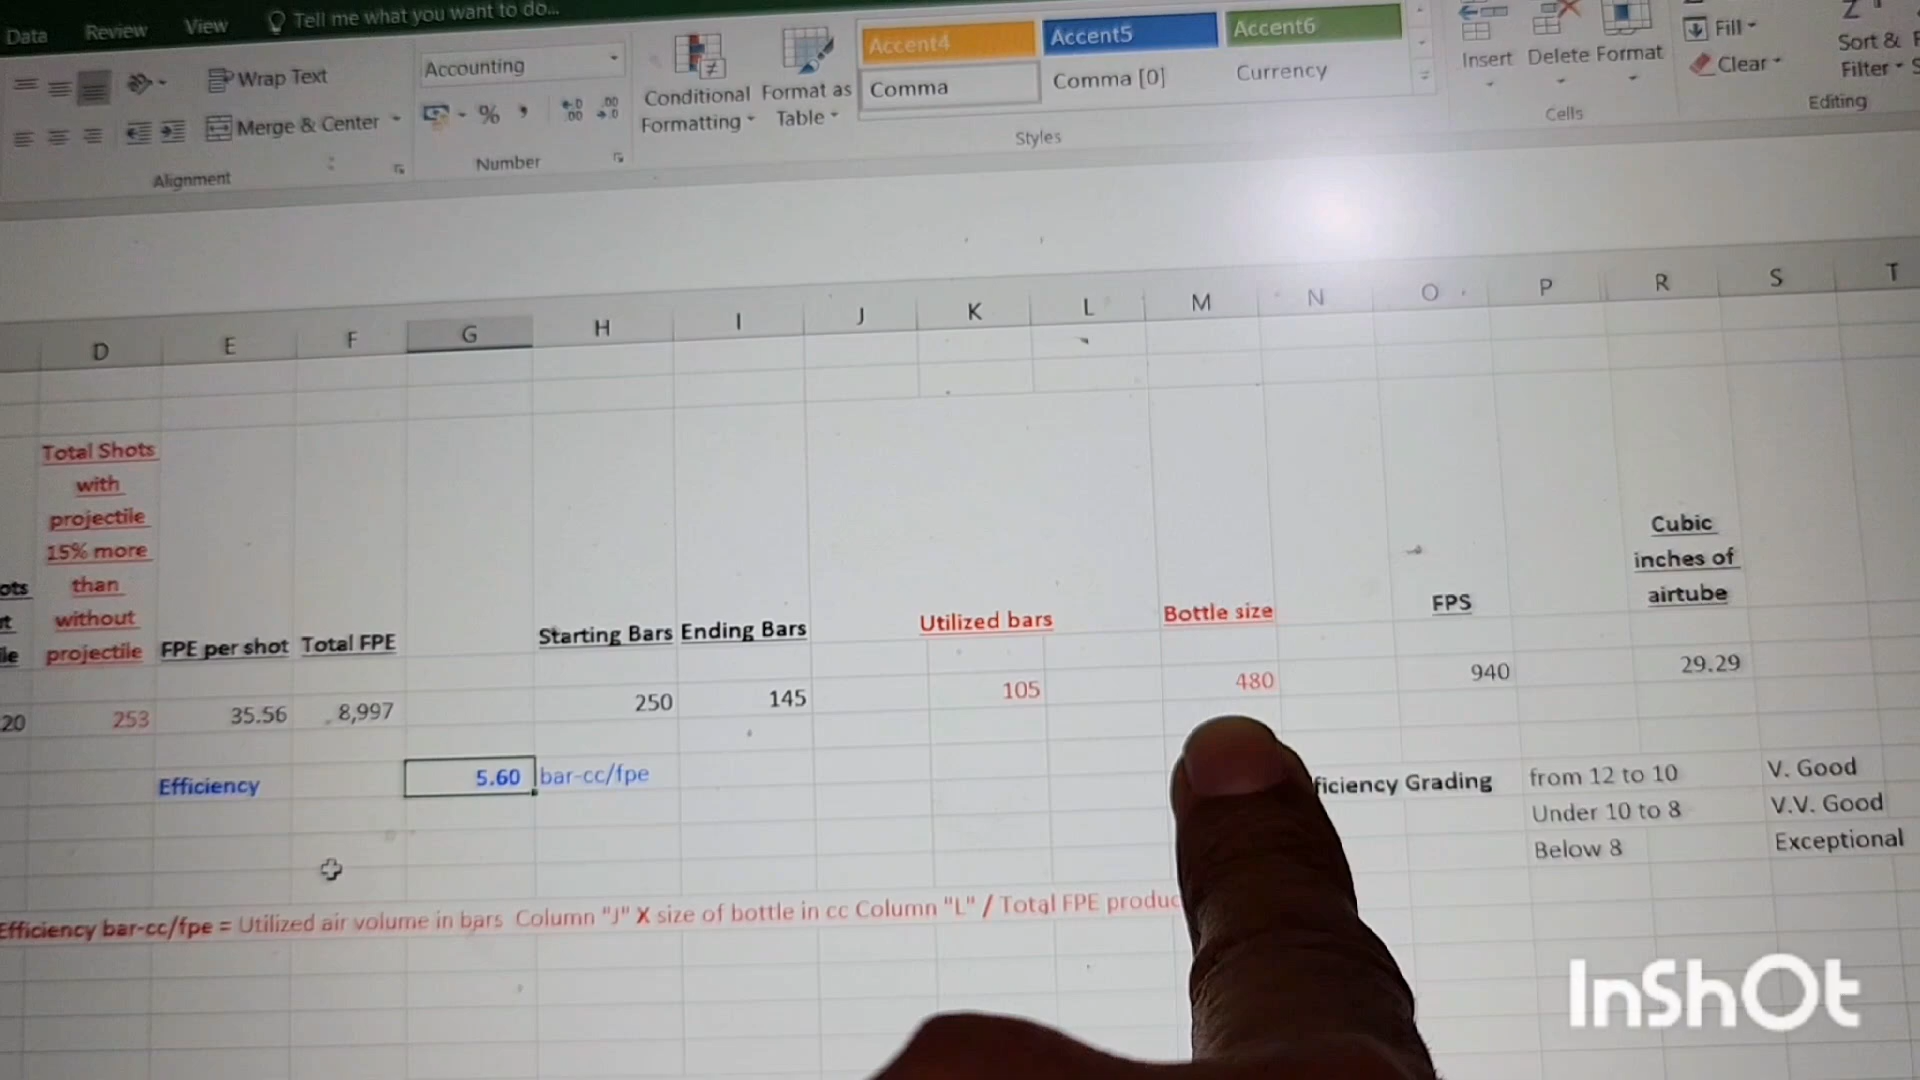 Data Review View Tell me what you want to do...
Wrap Text Accounting Accent4 Accent5 Accent6 Insert Delete Format Fill Sort &
Merge & Center % Conditional Format as Comma Comma [0] Currency Clear Filter
Formatting Table
Alignment Number Styles Cells Editing
D E F G H I J K L M N O P R S T
Total Shots
with
projectile
15% more
than
without
projectile
FPE per shot Total FPE Starting Bars Ending Bars Utilized bars Bottle size FPS
Cubic
inches of
airtube
20 253 35.56 8,997 250 145 105 480 940 29.29
Efficiency 5.60 bar-cc/fpe ficiency Grading from 12 to 10 V. Good
Under 10 to 8 V.V. Good
Below 8 Exceptional
Efficiency bar-cc/fpe = Utilized air volume in bars Column "J" X size of bottle in cc Column "L" / Total FPE produc
InShOt